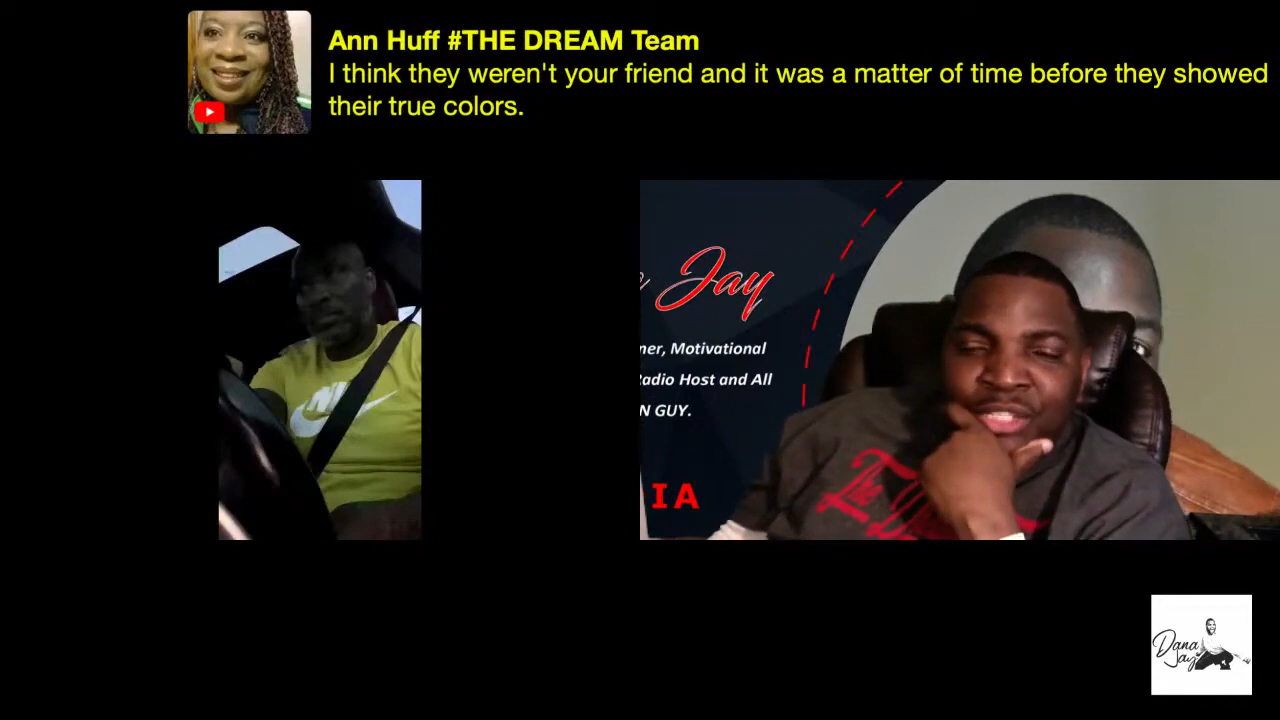 Ann Huff #THE DREAM Team
I think they weren't your friend and it was a matter of time before they showed
their true colors.
Jay
Motivational
Radio Host and All
GUY.
IA
The
Dana
Jay